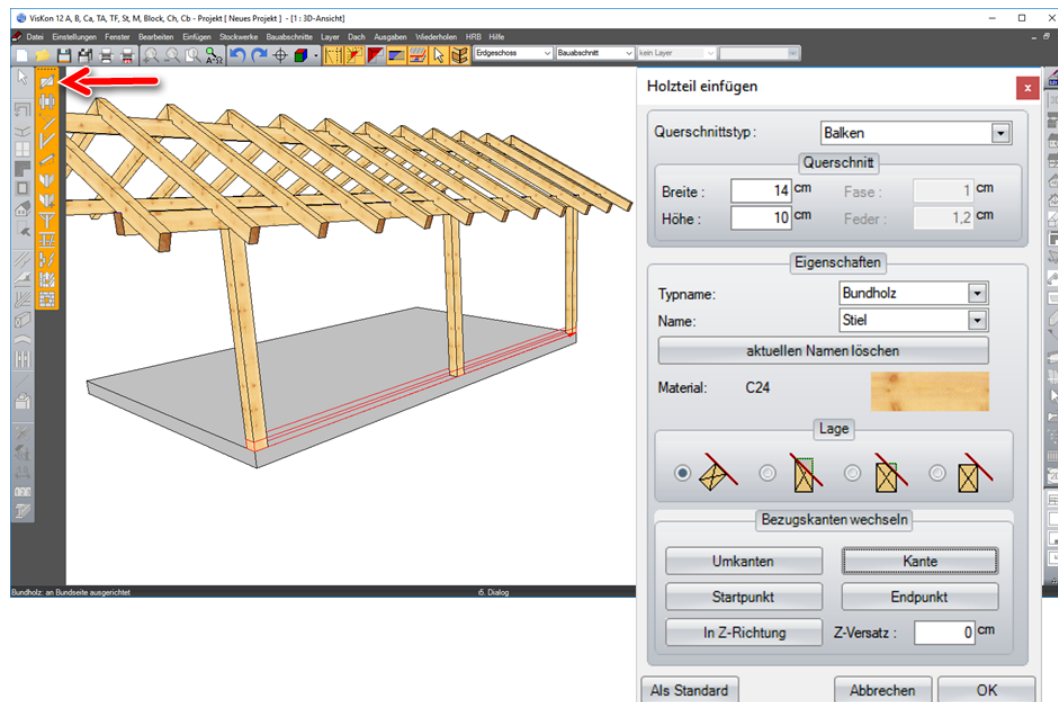 VisKon 12 A, B, Ca, TA, TF, St, M, Block, Ch, Cb - Projekt [ Neues Projekt ] - [1 : 3D-Ansicht]
Datei Einstellungen Fenster Bearbeiten Einfügen Stockwerke Bauabschnitte Layer Dach Ausgaben Wiederholen HRB Hilfe
Erdgeschoss Bauabschnitt kein Layer
Holzteil einfügen
Querschnittstyp: Balken
Querschnitt
Breite : 14 cm Fase : 1 cm
Höhe : 10 cm Feder : 1,2 cm
Eigenschaften
Typname: Bundholz
Name: Stiel
aktuellen Namen löschen
Material: C24
Lage
Bezugskanten wechseln
Umkanten Kante
Startpunkt Endpunkt
In Z-Richtung Z-Versatz : 0 cm
Als Standard Abbrechen OK
Bundholz: an Bundseite ausgerichtet 6. Dialog